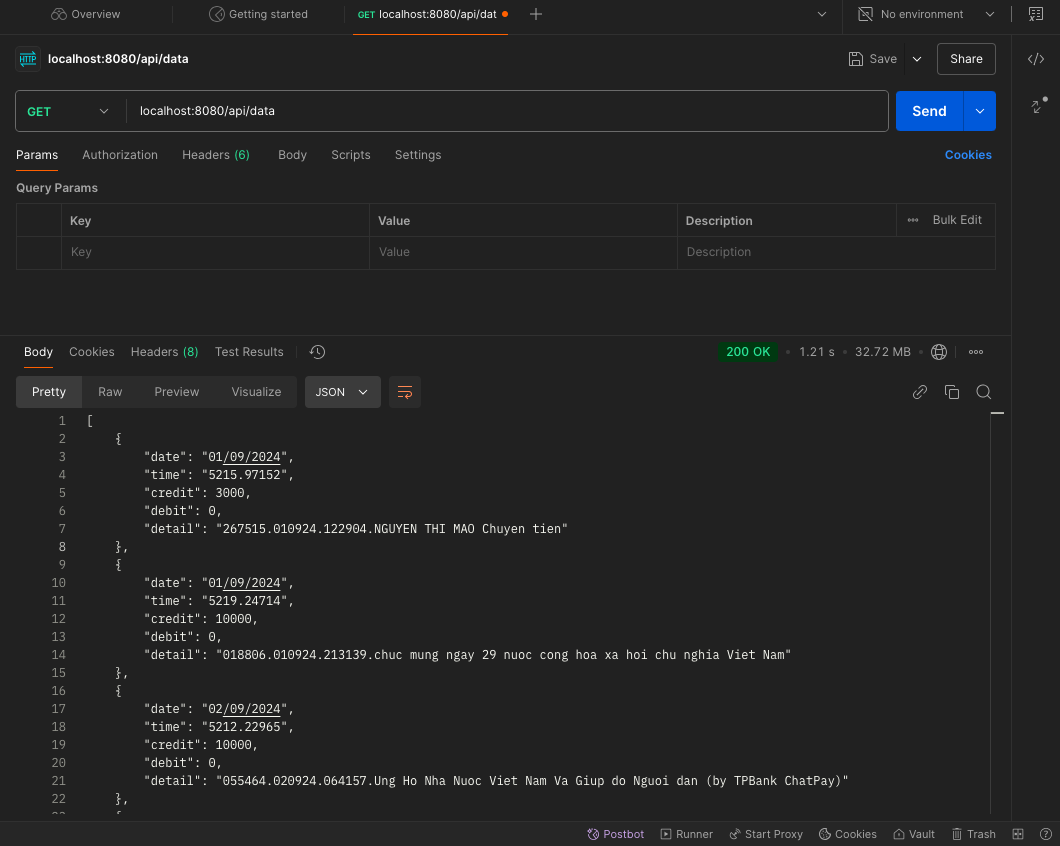 Overview
Getting started
GET localhost:8080/api/dat
No environment
HTTP localhost:8080/api/data
Save
Share
GET
localhost:8080/api/data
Send
Params Authorization Headers (6) Body Scripts Settings Cookies
Query Params
Key Value Description Bulk Edit
Key Value Description
Body Cookies Headers (8) Test Results
200 OK • 1.21 s • 32.72 MB
Pretty Raw Preview Visualize JSON
1 [
2 {
3 "date": "01/09/2024",
4 "time": "5215.97152",
5 "credit": 3000,
6 "debit": 0,
7 "detail": "267515.010924.122904.NGUYEN THI MAO Chuyen tien"
8 },
9 {
10 "date": "01/09/2024",
11 "time": "5219.24714",
12 "credit": 10000,
13 "debit": 0,
14 "detail": "018806.010924.213139.chuc mung ngay 29 nuoc cong hoa xa hoi chu nghia Viet Nam"
15 },
16 {
17 "date": "02/09/2024",
18 "time": "5212.22965",
19 "credit": 10000,
20 "debit": 0,
21 "detail": "055464.020924.064157.Ung Ho Nha Nuoc Viet Nam Va Giup do Nguoi dan (by TPBank ChatPay)"
22 },
Postbot Runner Start Proxy Cookies Vault Trash